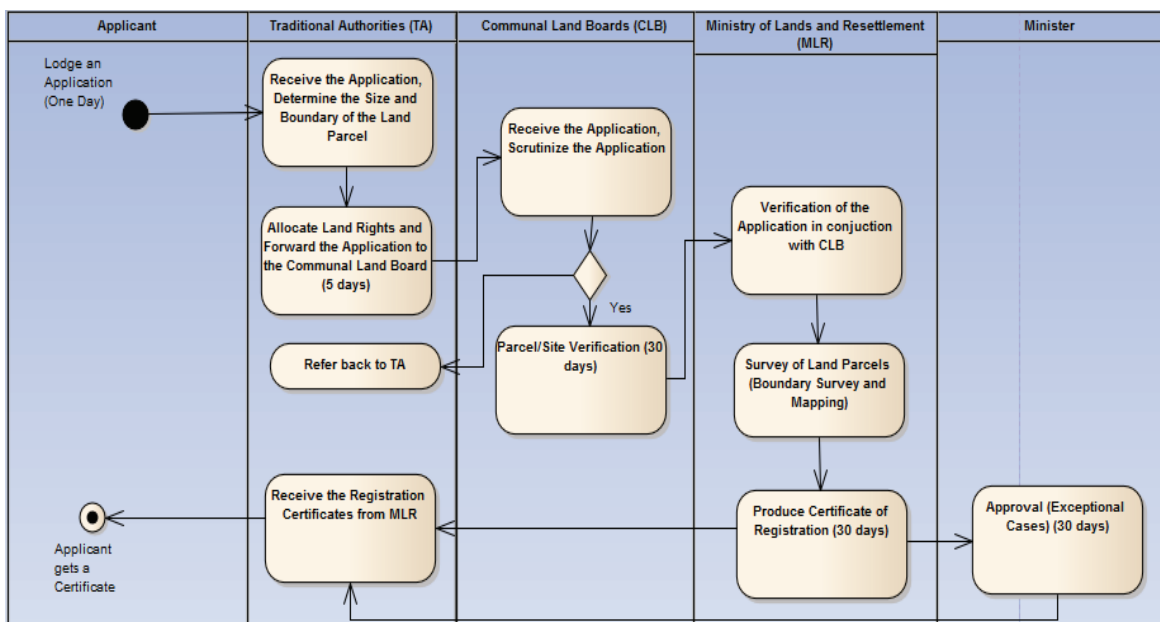 Applicant
Traditional Authorities (TA)
Communal Land Boards (CLB)
Ministry of Lands and Resettlement
(MLR)
Minister
Lodge an
Application
(One Day)
Receive the Application,
Determine the Size and
Boundary of the Land
Parcel
Allocate Land Rights and
Forward the Application to
the Communal Land Board
(5 days)
Receive the Application,
Scrutinize the Application
Yes
Refer back to TA
Parcel/Site Verification (30
days)
Verification of the
Application in conjuction
with CLB
Survey of Land Parcels
(Boundary Survey and
Mapping)
Produce Certificate of
Registration (30 days)
Approval (Exceptional
Cases) (30 days)
Receive the Registration
Certificates from MLR
Applicant
gets a
Certificate